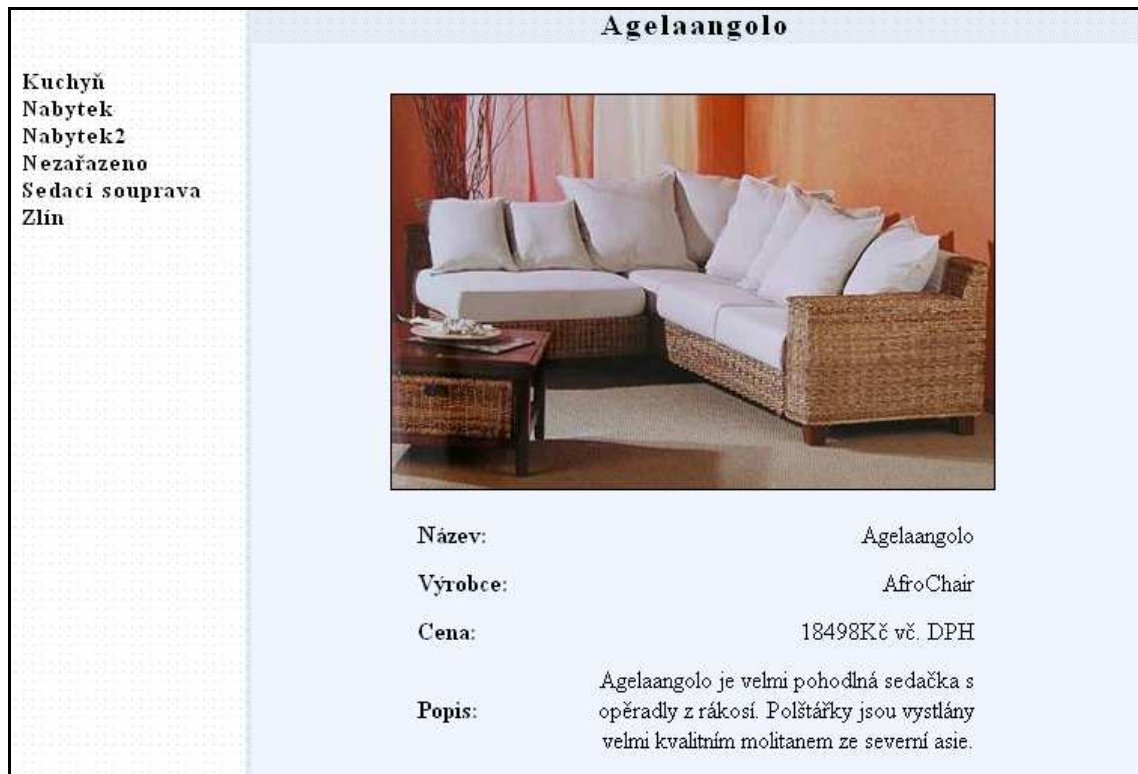 Agelaangolo
Kuchyň
Nabytek
Nabytek2
Nezařazeno
Sedací souprava
Zlín
Název: Agelaangolo
Výrobce: AfroChair
Cena: 18498Kč vč. DPH
Popis: Agelaangolo je velmi pohodlná sedačka s
opěradly z rákosí. Polštářky jsou vystlány
velmi kvalitním molitanem ze severní asie.